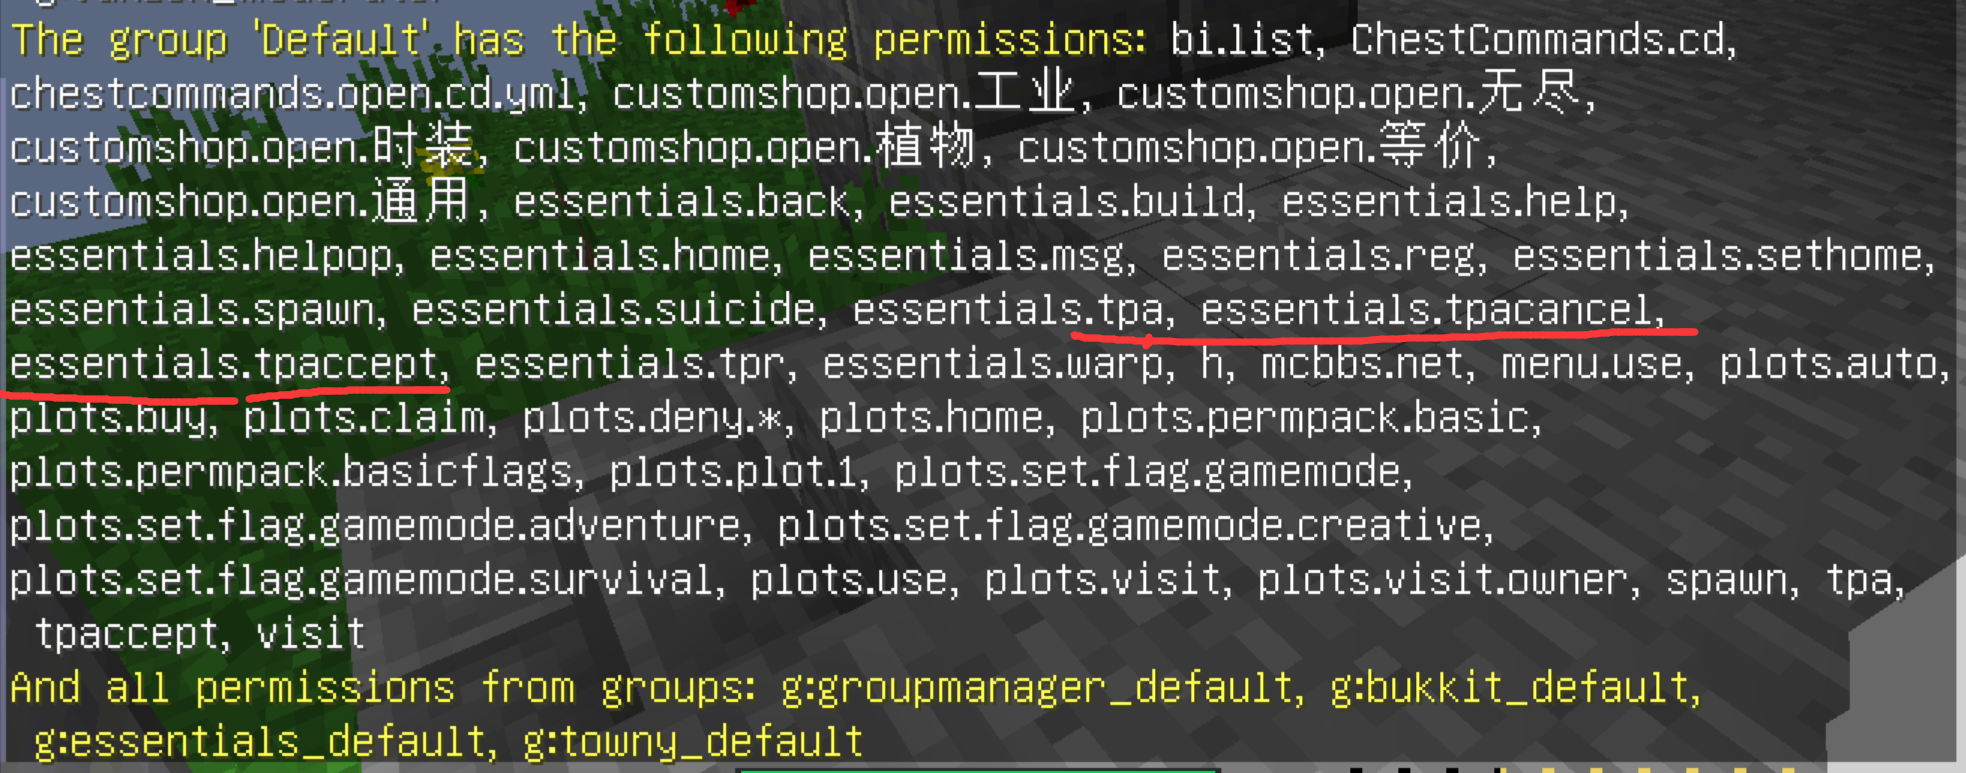 The group 'Default' has the following permissions: bi.list, ChestCommands.cd,
chestcommands.open.cd.yml, customshop.open.工业, customshop.open.无尽,
customshop.open.时装, customshop.open.植物, customshop.open.等价,
customshop.open.通用, essentials.back, essentials.build, essentials.help,
essentials.helpop, essentials.home, essentials.msg, essentials.reg, essentials.sethome,
essentials.spawn, essentials.suicide, essentials.tpa, essentials.tpacancel,
essentials.tpaccept, essentials.tpr, essentials.warp, h, mcbbs.net, menu.use, plots.auto,
plots.buy, plots.claim, plots.deny.*, plots.home, plots.permpack.basic,
plots.permpack.basicflags, plots.plot.1, plots.set.flag.gamemode,
plots.set.flag.gamemode.adventure, plots.set.flag.gamemode.creative,
plots.set.flag.gamemode.survival, plots.use, plots.visit, plots.visit.owner, spawn, tpa,
tpaccept, visit
And all permissions from groups: g:groupmanager_default, g:bukkit_default,
g:essentials_default, g:towny_default